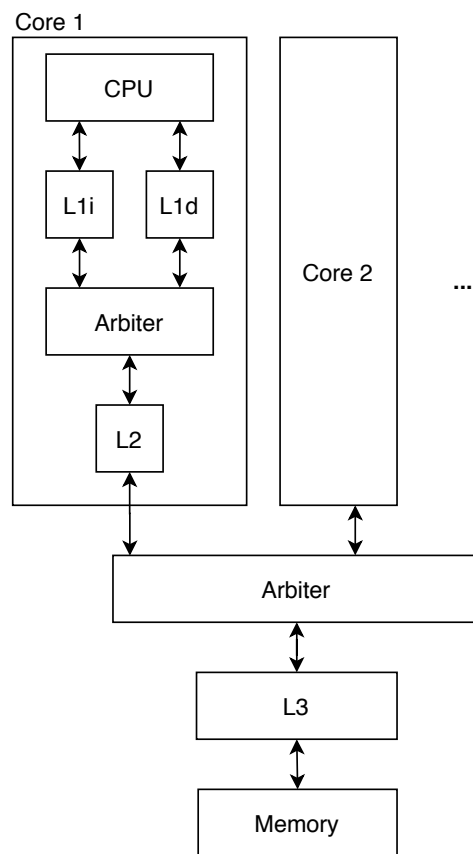 Core 1
CPU
L1i
L1d
Arbiter
L2
Core 2
...
Arbiter
L3
Memory